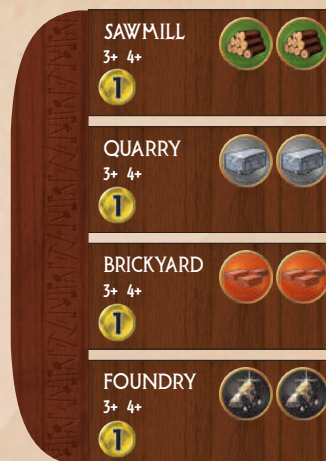 SAWMILL
3+ 4+
1
QUARRY
3+ 4+
1
BRICKYARD
3+ 4+
1
FOUNDRY
3+ 4+
1